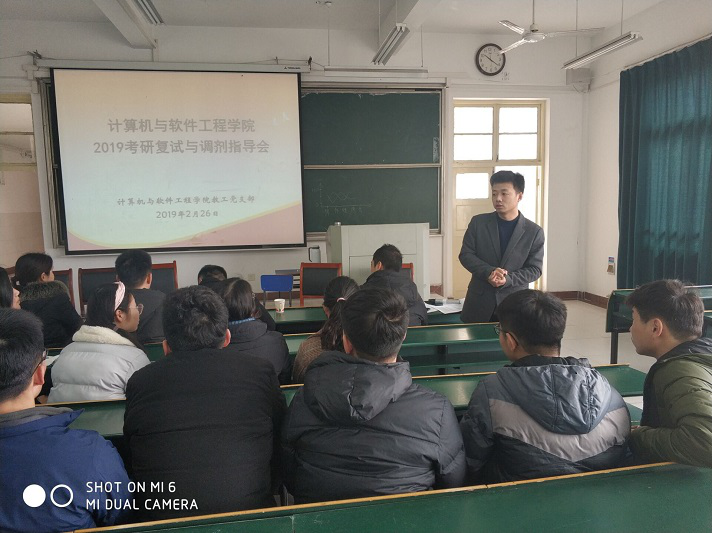 计算机与软件工程学院
2019考研复试与调剂指导会
计算机与软件工程学院教工党支部
2019年2月26日
SHOT ON MI 6
MI DUAL CAMERA